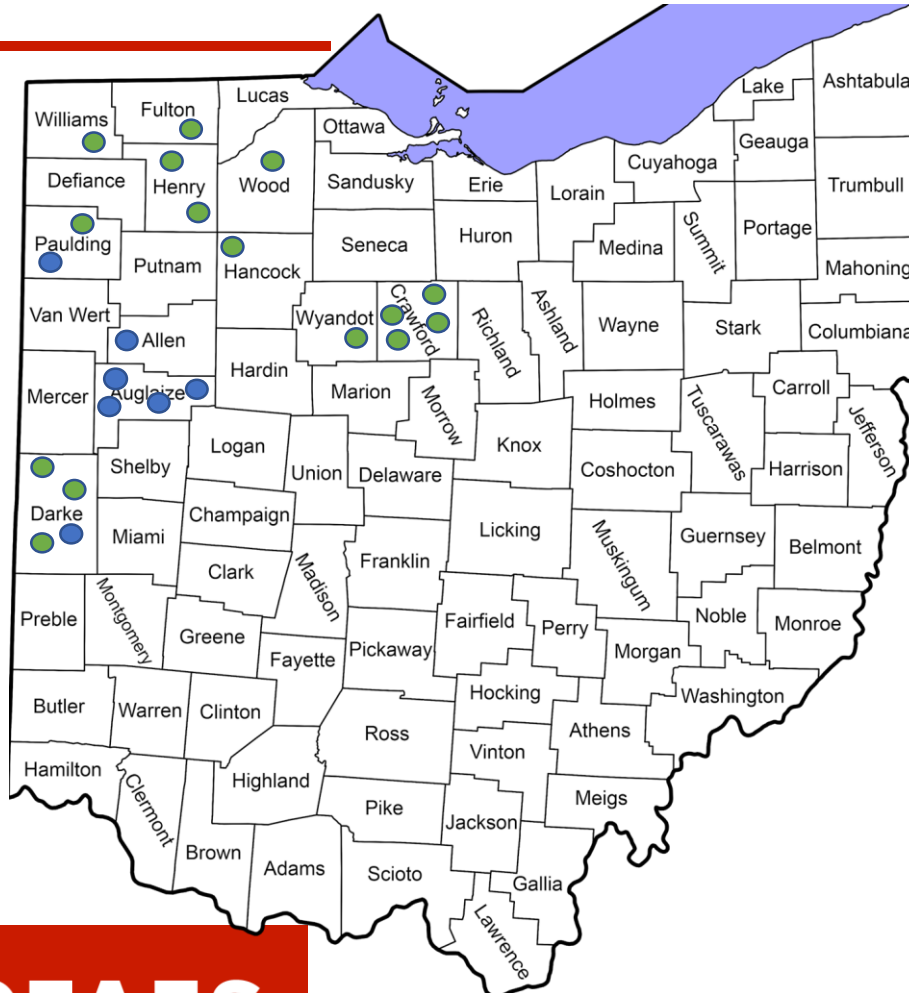 Lake
Ashtabula
Lucas
Fulton
Williams
Ottawa
Geauga
Cuyahoga
Defiance
Henry
Wood
Sandusky
Erie
Lorain
Trumbull
Summit
Portage
Paulding
Putnam
Hancock
Seneca
Huron
Medina
Mahoning
Van Wert
Allen
Wyandot
Crawford
Richland
Ashland
Wayne
Stark
Columbiana
Mercer
Auglaize
Hardin
Marion
Morrow
Holmes
Tuscarawas
Carroll
Jefferson
Shelby
Logan
Union
Delaware
Knox
Coshocton
Harrison
Darke
Miami
Champaign
Licking
Muskingum
Guernsey
Belmont
Clark
Madison
Franklin
Preble
Montgomery
Greene
Fayette
Pickaway
Fairfield
Perry
Morgan
Noble
Monroe
Butler
Warren
Clinton
Ross
Hocking
Athens
Washington
Vinton
Hamilton
Clermont
Highland
Pike
Jackson
Meigs
Brown
Adams
Scioto
Gallia
Lawrence